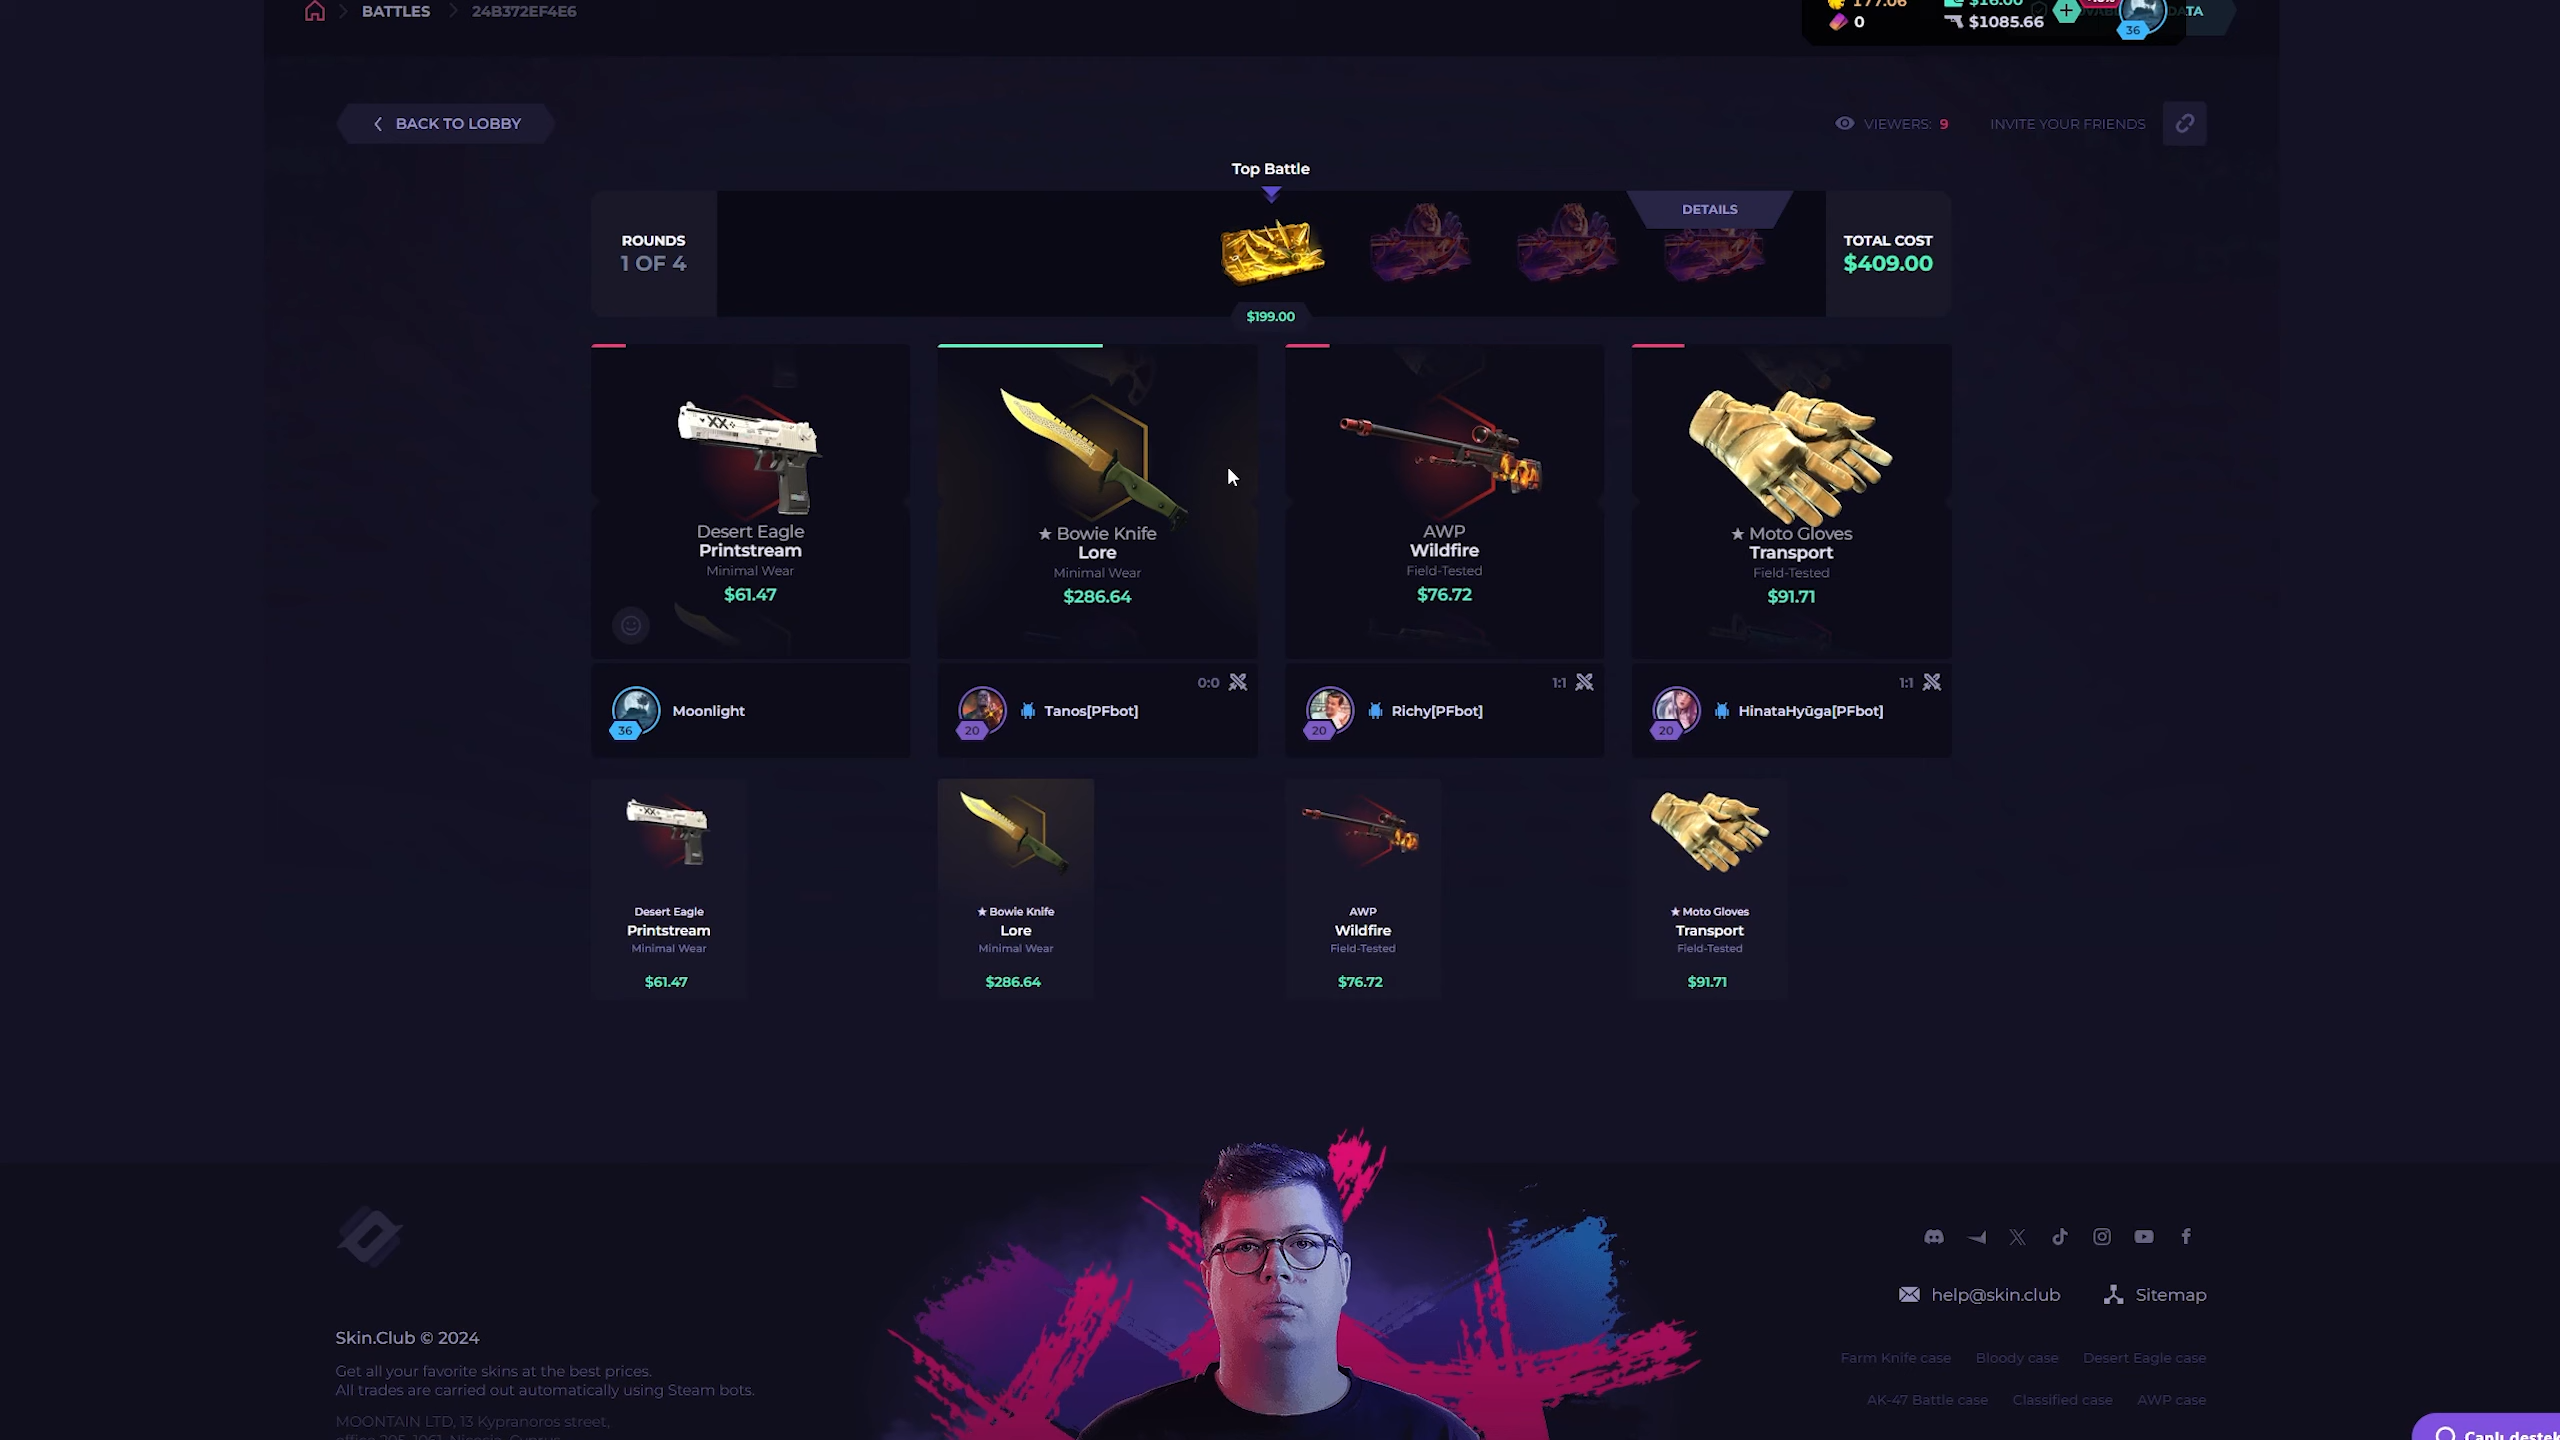 BATTLES
24B372EF4E6
177.06
$16.00
0
$1085.66
36
BACK TO LOBBY
VIEWERS: 9
INVITE YOUR FRIENDS
Top Battle
ROUNDS
1 OF 4
DETAILS
TOTAL COST
$409.00
$199.00
Desert Eagle
Printstream
Minimal Wear
$61.47
★ Bowie Knife
Lore
Minimal Wear
$286.64
AWP
Wildfire
Field-Tested
$76.72
★ Moto Gloves
Transport
Field-Tested
$91.71
36
Moonlight
0:0
20
Tanos[PFbot]
1:1
20
Richy[PFbot]
1:1
20
HinataHyūga[PFbot]
Desert Eagle
Printstream
Minimal Wear
$61.47
★ Bowie Knife
Lore
Minimal Wear
$286.64
AWP
Wildfire
Field-Tested
$76.72
★ Moto Gloves
Transport
Field-Tested
$91.71
help@skin.club
Sitemap
Skin.Club © 2024
Get all your favorite skins at the best prices.
All trades are carried out automatically using Steam bots.
MOONTAIN LTD, 13 Kypranoros street,
Farm Knife case
Bloody case
Desert Eagle case
AK-47 Battle case
Classified case
AWP case
Canlı destek